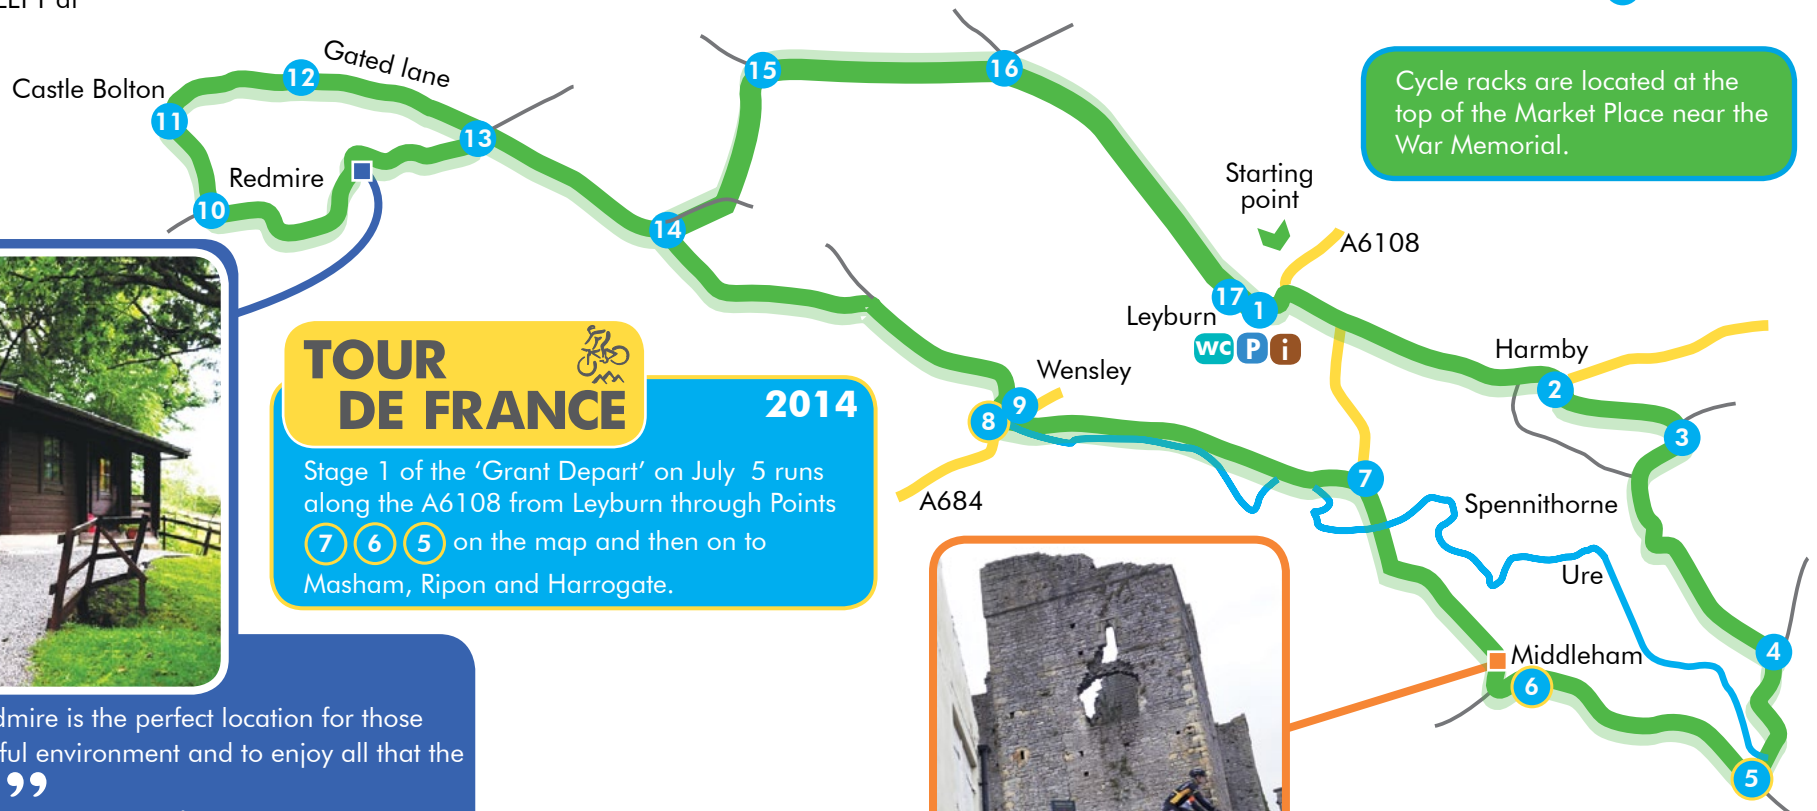 Castle Bolton
12
Gated lane
11
13
Redmire
10
14
15
16
Cycle racks are located at the
top of the Market Place near the
War Memorial.
Starting
point
A6108
17
1
Leyburn
wc P i
Harmby
2
3
Wensley
9
8
A684
7
Spennithorne
Ure
Middleham
6
4
5
TOUR
DE FRANCE
2014
Stage 1 of the ‘Grant Depart’ on July 5 runs
along the A6108 from Leyburn through Points
7 6 5 on the map and then on to
Masham, Ripon and Harrogate.
dmire is the perfect location for those
ful environment and to enjoy all that the
”